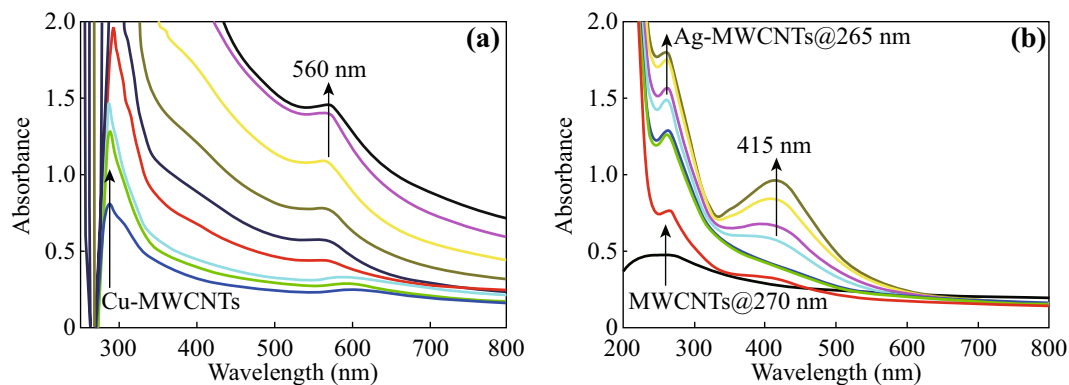 2.0
1.5
1.0
0.5
0
Absorbance
300 400 500 600 700 800
Wavelength (nm)
(a)
560 nm
Cu-MWCNTs
2.0
1.5
1.0
0.5
0
Absorbance
200 300 400 500 600 700 800
Wavelength (nm)
(b)
Ag-MWCNTs@265 nm
415 nm
MWCNTs@270 nm